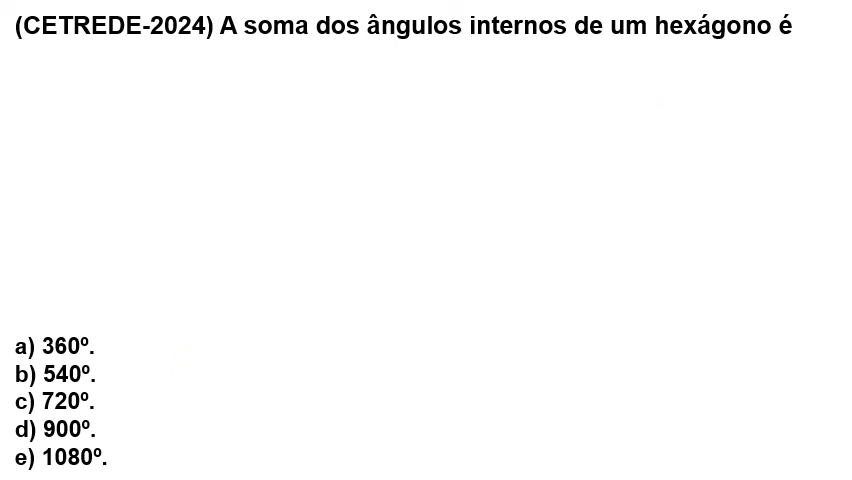 (CETREDE-2024) A soma dos ângulos internos de um hexágono é
a) 360º.
b) 540º.
c) 720º.
d) 900º.
e) 1080º.